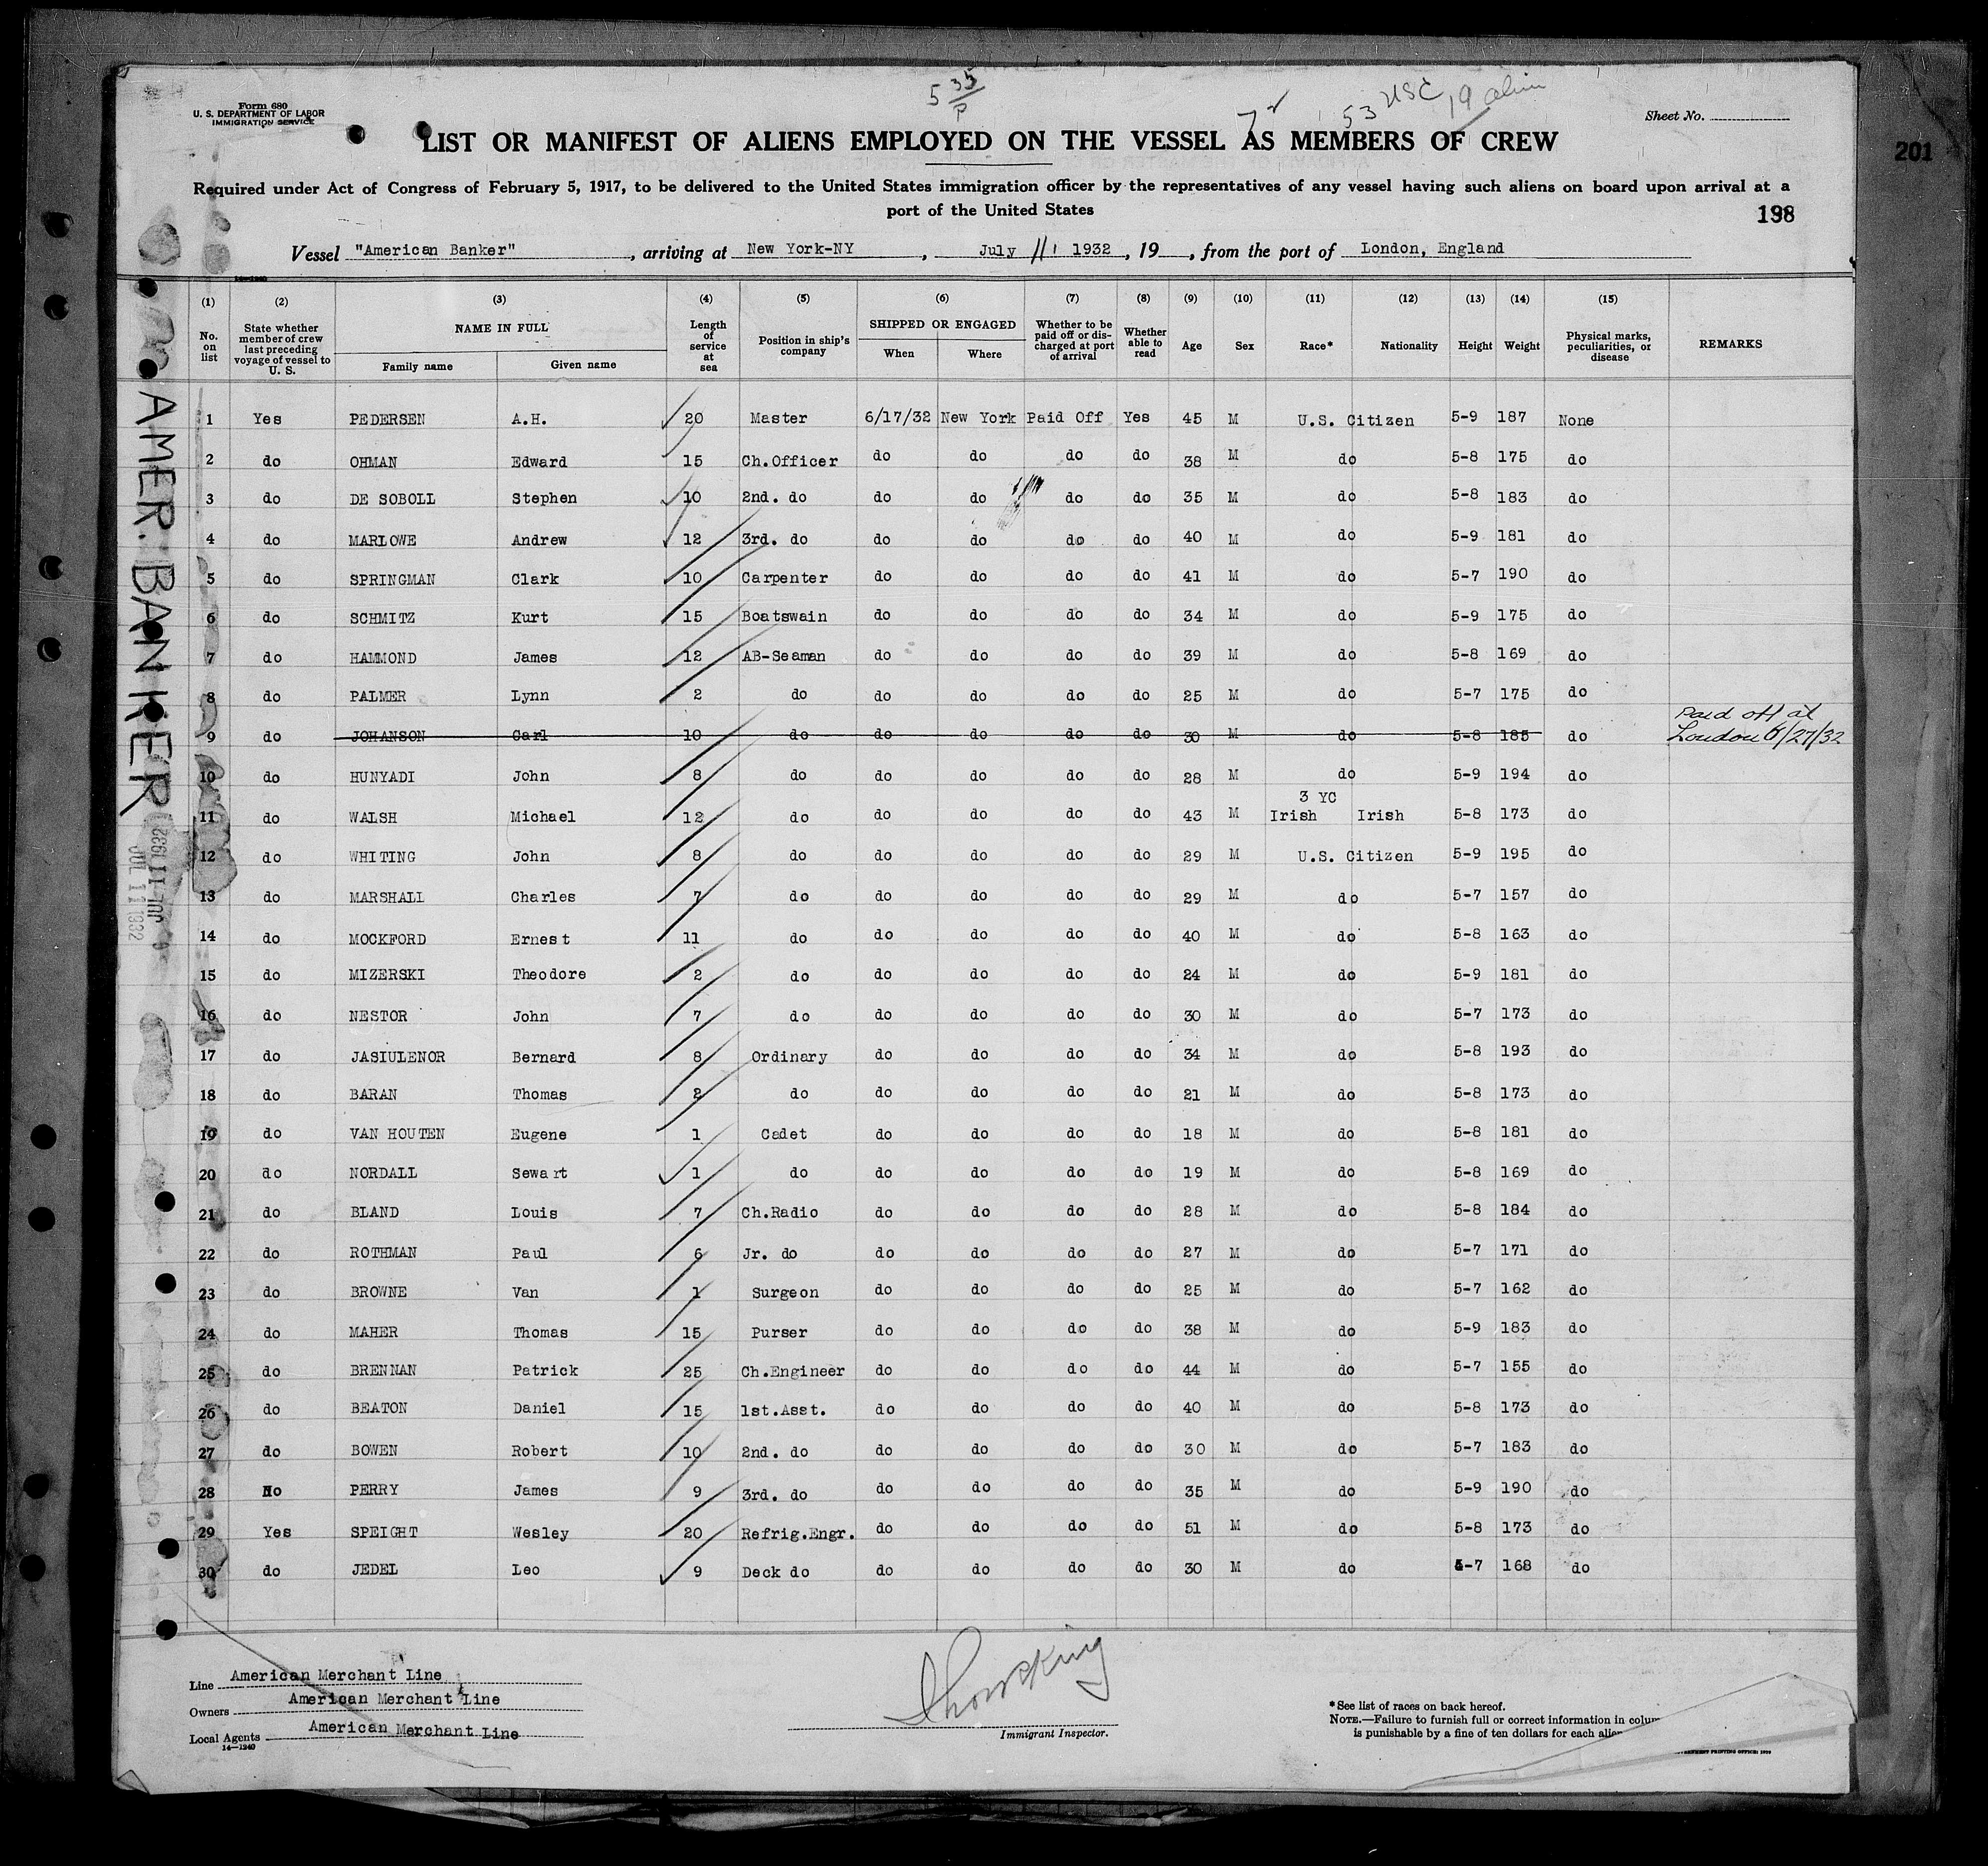 5 35/P
72 53 USC, 19 alien
Form 680
U. S. DEPARTMENT OF LABOR
IMMIGRATION SERVICE
Sheet No.
201
LIST OR MANIFEST OF ALIENS EMPLOYED ON THE VESSEL AS MEMBERS OF CREW
Required under Act of Congress of February 5, 1917, to be delivered to the United States immigration officer by the representatives of any vessel having such aliens on board upon arrival at a
port of the United States
198
Vessel "American Banker", arriving at New York-NY, July 11 1932, 19, from the port of London, England
14-1240
(1) (2) (3) (4) (5) (6) (7) (8) (9) (10) (11) (12) (13) (14) (15)
No. on list State whether member of crew last preceding voyage of vessel to U. S. NAME IN FULL Family name Given name Length of service at sea Position in ship's company SHIPPED OR ENGAGED When Where Whether to be paid off or discharged at port of arrival Whether able to read Age Sex Race* Nationality Height Weight Physical marks, peculiarities, or disease REMARKS
1 Yes PEDERSEN A.H. 20 Master 6/17/32 New York Paid Off Yes 45 M U.S. Citizen 5-9 187 None
2 do OHMAN Edward 15 Ch.Officer do do do do 38 M do 5-8 175 do
3 do DE SOBOLL Stephen 10 2nd. do do do do do 35 M do 5-8 183 do
4 do MARLOWE Andrew 12 3rd. do do do do do 40 M do 5-9 181 do
5 do SPRINGMAN Clark 10 Carpenter do do do do 41 M do 5-7 190 do
6 do SCHMITZ Kurt 15 Boatswain do do do do 34 M do 5-9 175 do
7 do HAMMOND James 12 AB-Seaman do do do do 39 M do 5-8 169 do
8 do PALMER Lynn 2 do do do do do 25 M do 5-7 175 do
9 do JOHANSON Carl 10 do do do do do 30 M do 5-8 185 do Paid off at London 6/27/32
10 do HUNYADI John 8 do do do do do 28 M do 5-9 194 do
3 YC
11 do WALSH Michael 12 do do do do do 43 M Irish Irish 5-8 173 do
12 do WHITING John 8 do do do do do 29 M U.S. Citizen 5-9 195 do
13 do MARSHALL Charles 7 do do do do do 29 M do 5-7 157 do
14 do MOCKFORD Ernest 11 do do do do do 40 M do 5-8 163 do
15 do MIZERSKI Theodore 2 do do do do do 24 M do 5-9 181 do
16 do NESTOR John 7 do do do do do 30 M do 5-7 173 do
17 do JASIULENOR Bernard 8 Ordinary do do do do 34 M do 5-8 193 do
18 do BARAN Thomas 2 do do do do do 21 M do 5-8 173 do
19 do VAN HOUTEN Eugene 1 Cadet do do do do 18 M do 5-8 181 do
20 do NORDALL Sewart 1 do do do do do 19 M do 5-8 169 do
21 do BLAND Louis 7 Ch.Radio do do do do 28 M do 5-8 184 do
22 do ROTHMAN Paul 6 Jr. do do do do do 27 M do 5-7 171 do
23 do BROWNE Van 1 Surgeon do do do do 25 M do 5-7 162 do
24 do MAHER Thomas 15 Purser do do do do 38 M do 5-9 183 do
25 do BRENNAN Patrick 25 Ch.Engineer do do do do 44 M do 5-7 155 do
26 do BEATON Daniel 15 1st.Asst. do do do do 40 M do 5-8 173 do
27 do BOWEN Robert 10 2nd. do do do do do 30 M do 5-7 183 do
28 No PERRY James 9 3rd. do do do do do 35 M do 5-9 190 do
29 Yes SPEIGHT Wesley 20 Refrig.Engr. do do do do 51 M do 5-8 173 do
30 do JEDEL Leo 9 Deck do do do do do 30 M do 5-7 168 do
AMER. BANKER
JUL 11 1932
JUL 11 1932
Line American Merchant Line
Owners American Merchant Line
Local Agents American Merchant Line
14-1240
Immigrant Inspector.
*See list of races on back hereof.
NOTE.—Failure to furnish full or correct information in colum
is punishable by a fine of ten dollars for each alien